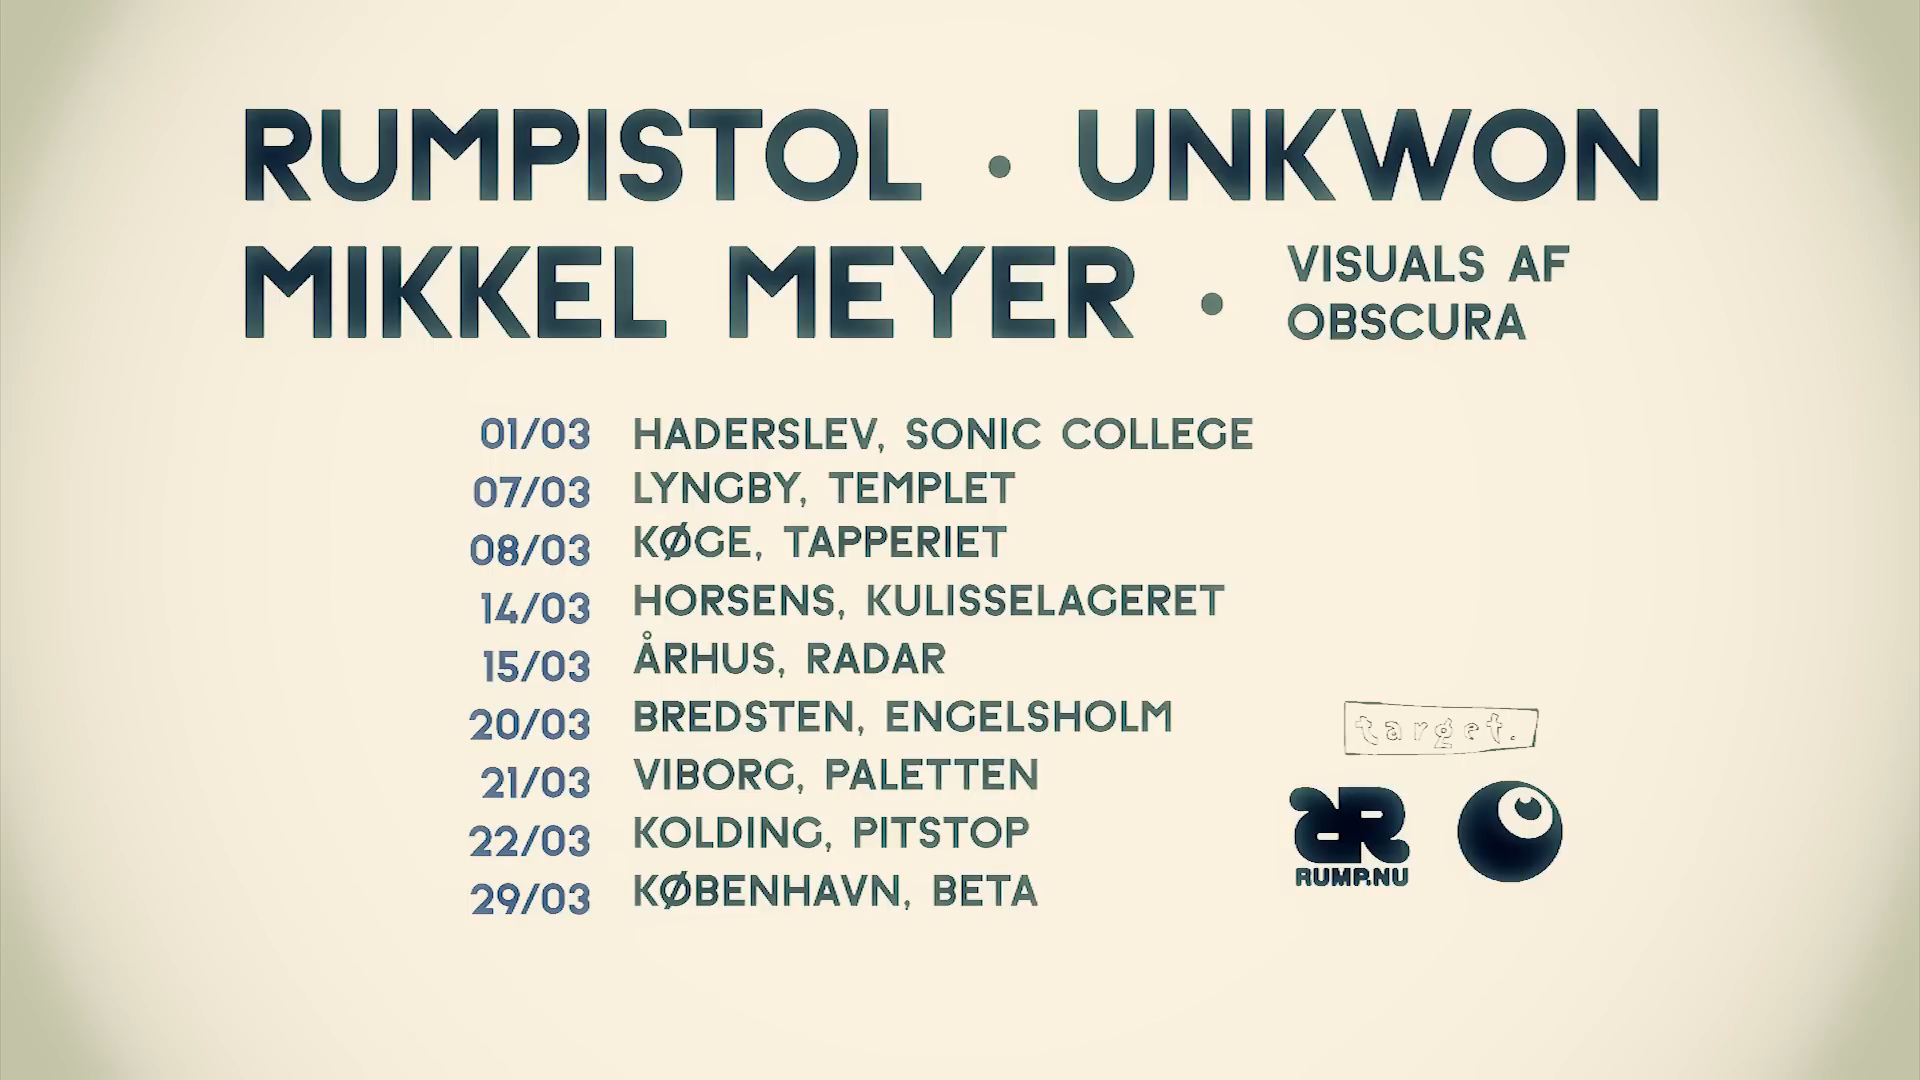 RUMPISTOL • UNKWON
MIKKEL MEYER • VISUALS AF
OBSCURA
01/03 HADERSLEV, SONIC COLLEGE
07/03 LYNGBY, TEMPLET
08/03 KØGE, TAPPERIET
14/03 HORSENS, KULISSELAGERET
15/03 ÅRHUS, RADAR
20/03 BREDSTEN, ENGELSHOLM
21/03 VIBORG, PALETTEN
22/03 KOLDING, PITSTOP
29/03 KØBENHAVN, BETA
target.
RUMP.NU